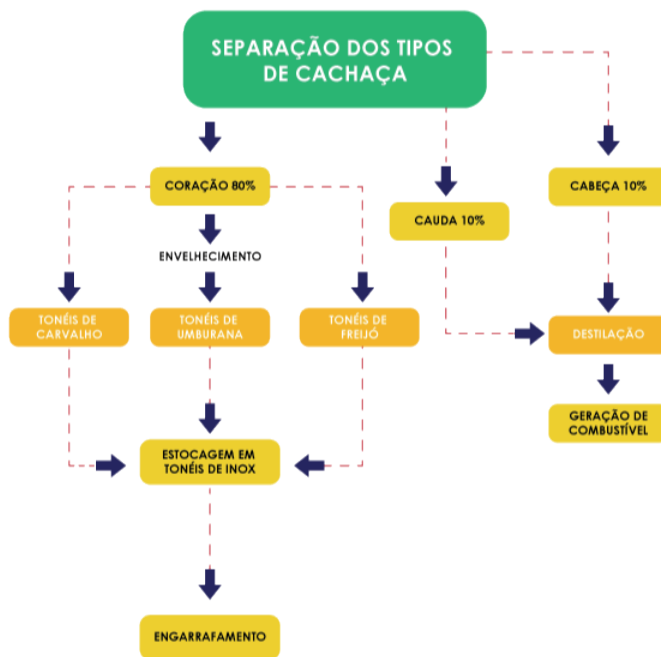 SEPARAÇÃO DOS TIPOS
DE CACHAÇA
CORAÇÃO 80%
CABEÇA 10%
CAUDA 10%
ENVELHECIMENTO
TONÉIS DE
CARVALHO
TONÉIS DE
UMBURANA
TONÉIS DE
FREIJÓ
DESTILAÇÃO
GERAÇÃO DE
COMBUSTÍVEL
ESTOCAGEM EM
TONÉIS DE INOX
ENGARRAFAMENTO